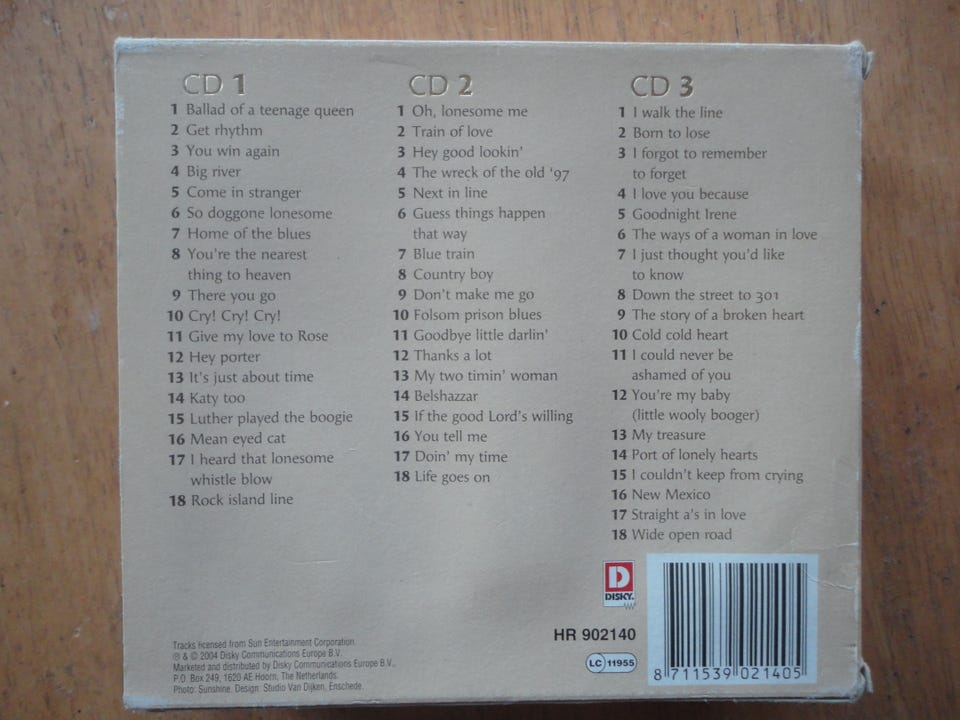 CD 1
1 Ballad of a teenage queen
2 Get rhythm
3 You win again
4 Big river
5 Come in stranger
6 So doggone lonesome
7 Home of the blues
8 You're the nearest
thing to heaven
9 There you go
10 Cry! Cry! Cry!
11 Give my love to Rose
12 Hey porter
13 It's just about time
14 Katy too
15 Luther played the boogie
16 Mean eyed cat
17 I heard that lonesome
whistle blow
18 Rock island line
CD 2
1 Oh, lonesome me
2 Train of love
3 Hey good lookin'
4 The wreck of the old '97
5 Next in line
6 Guess things happen
that way
7 Blue train
8 Country boy
9 Don't make me go
10 Folsom prison blues
11 Goodbye little darlin'
12 Thanks a lot
13 My two timin' woman
14 Belshazzar
15 If the good Lord's willing
16 You tell me
17 Doin' my time
18 Life goes on
CD 3
1 I walk the line
2 Born to lose
3 I forgot to remember
to forget
4 I love you because
5 Goodnight Irene
6 The ways of a woman in love
7 I just thought you'd like
to know
8 Down the street to 301
9 The story of a broken heart
10 Cold cold heart
11 I could never be
ashamed of you
12 You're my baby
(little wooly booger)
13 My treasure
14 Port of lonely hearts
15 I couldn't keep from crying
16 New Mexico
17 Straight a's in love
18 Wide open road
Tracks licensed from Sun Entertainment Corporation.
℗ & © 2004 Disky Communications Europe B.V.
Marketed and distributed by Disky Communications Europe B.V.,
P.O. Box 249, 1620 AE Hoorn, The Netherlands.
Photo: Sunshine. Design: Studio Van Dijken, Enschede.
D
DISKY.
HR 902140
LC 11955
8 711539 021405